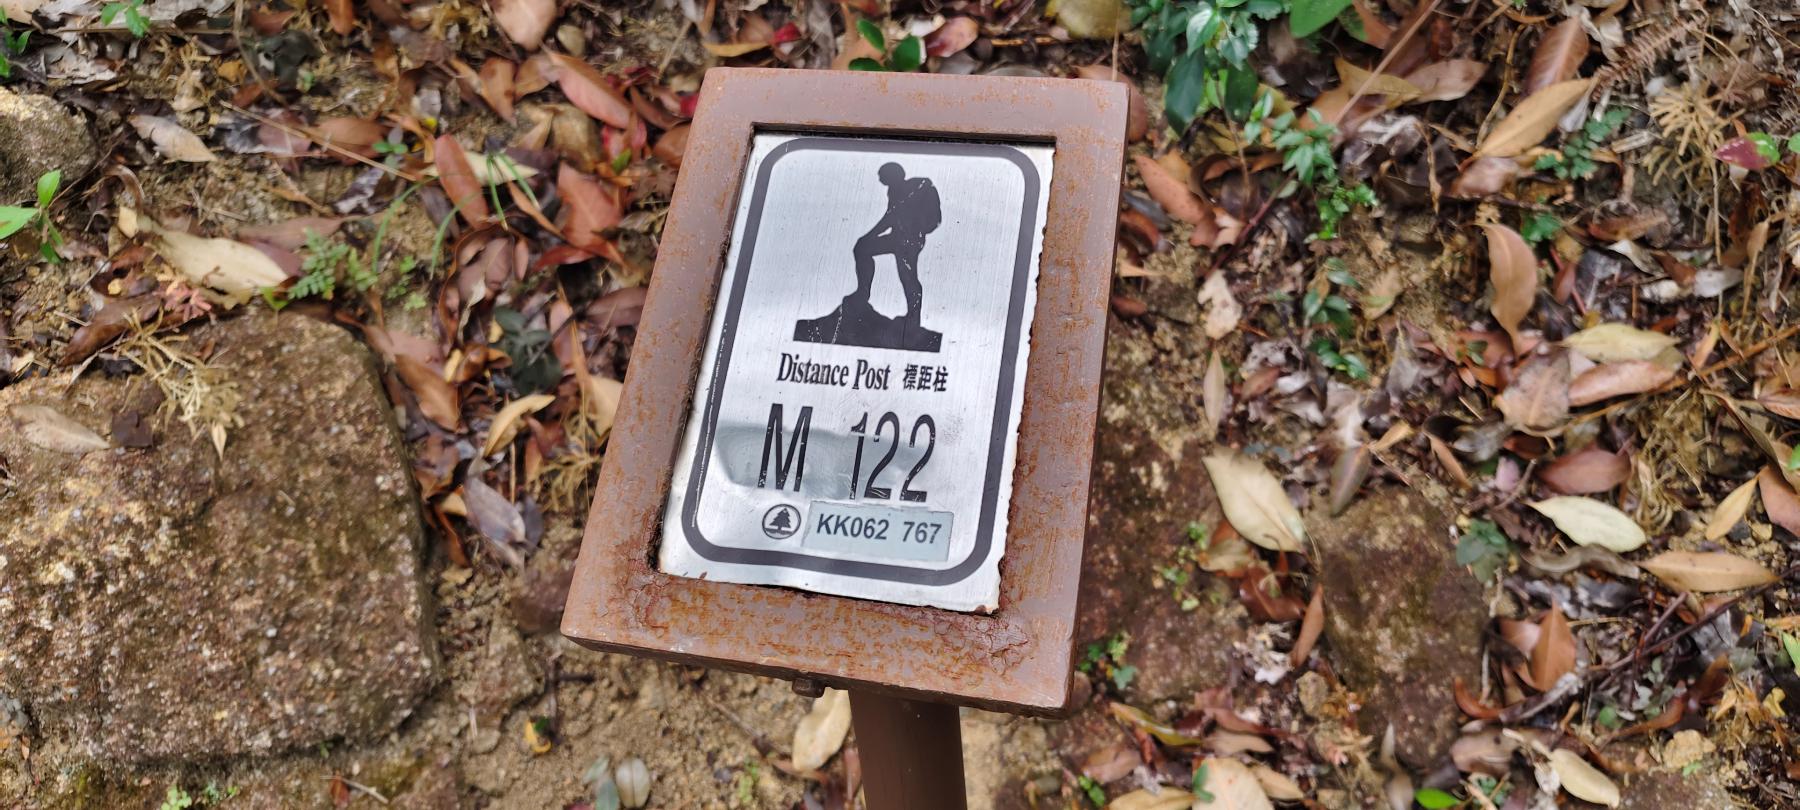 Distance Post 標距柱
M 122
KK062 767